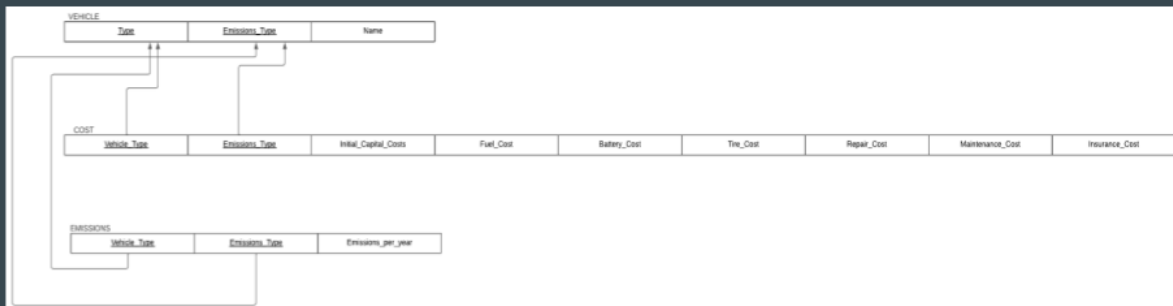 VEHICLE
Type Emissions_Type Name
COST
Vehicle_Type Emissions_Type Initial_Capital_Costs Fuel_Cost Battery_Cost Tire_Cost Repair_Cost Maintenance_Cost Insurance_Cost
EMISSIONS
Vehicle_Type Emissions_Type Emissions_per_year